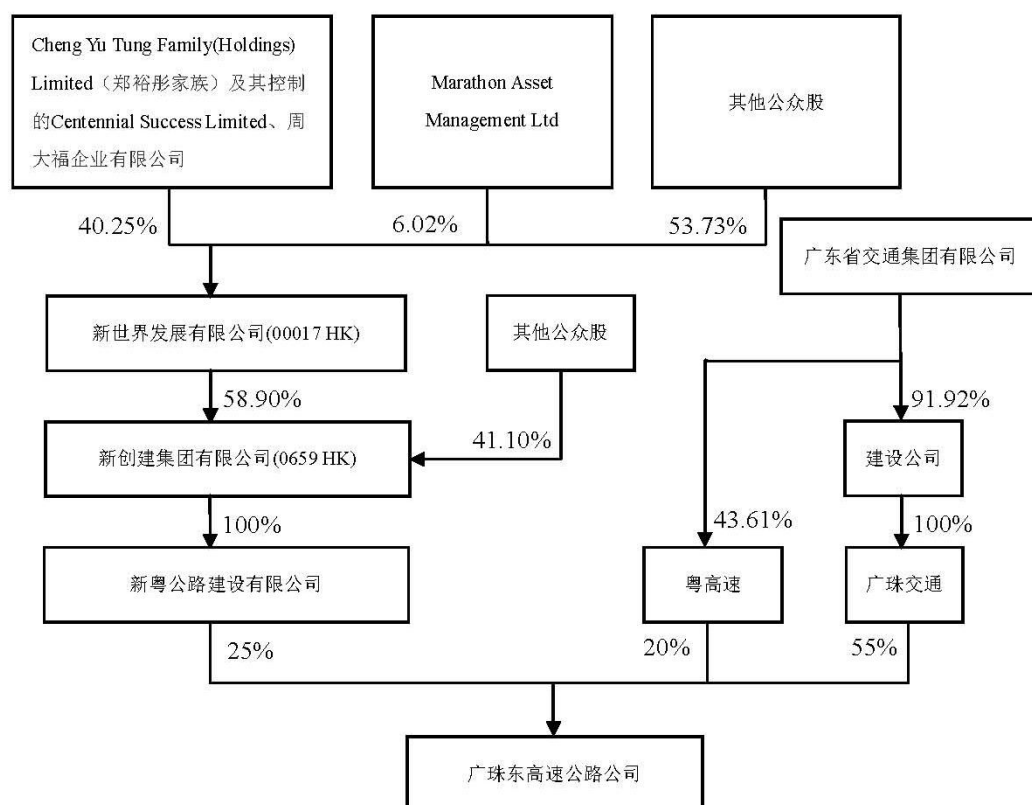 Cheng Yu Tung Family(Holdings)
Limited（郑裕彤家族）及其控制
的Centennial Success Limited、周
大福企业有限公司
Marathon Asset
Management Ltd
其他公众股
40.25%
6.02%
53.73%
广东省交通集团有限公司
新世界发展有限公司(00017 HK)
其他公众股
58.90%
91.92%
新创建集团有限公司(0659 HK)
41.10%
建设公司
100%
43.61%
100%
新粤公路建设有限公司
粤高速
广珠交通
25%
20%
55%
广珠东高速公路公司